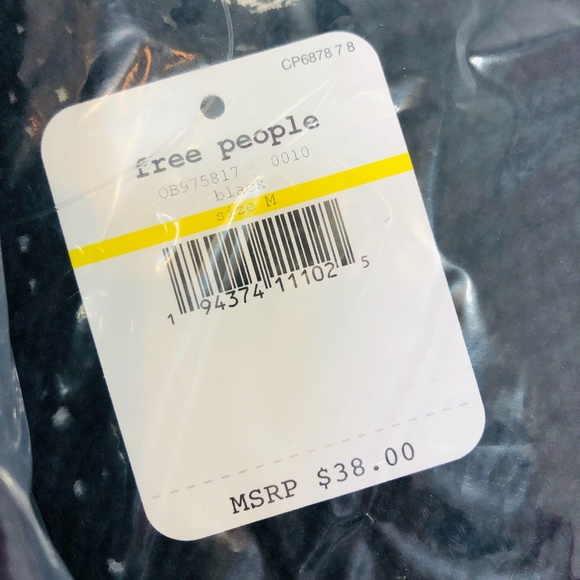 CP6878 7 8
free people
OB975817 0010
black
size M
1 94374 11102 5
MSRP $38.00